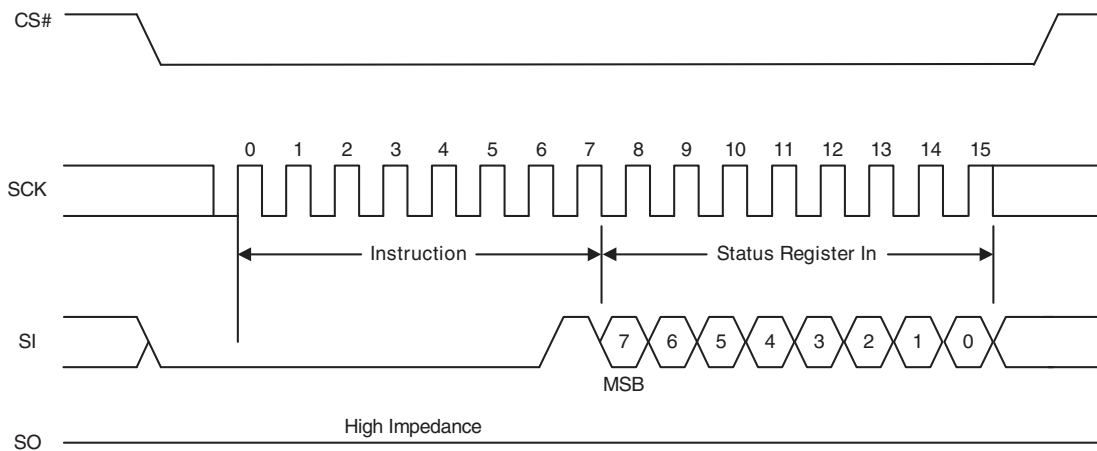 CS#
0 1 2 3 4 5 6 7 8 9 10 11 12 13 14 15
SCK
Instruction Status Register In
SI 7 6 5 4 3 2 1 0
MSB
High Impedance
SO